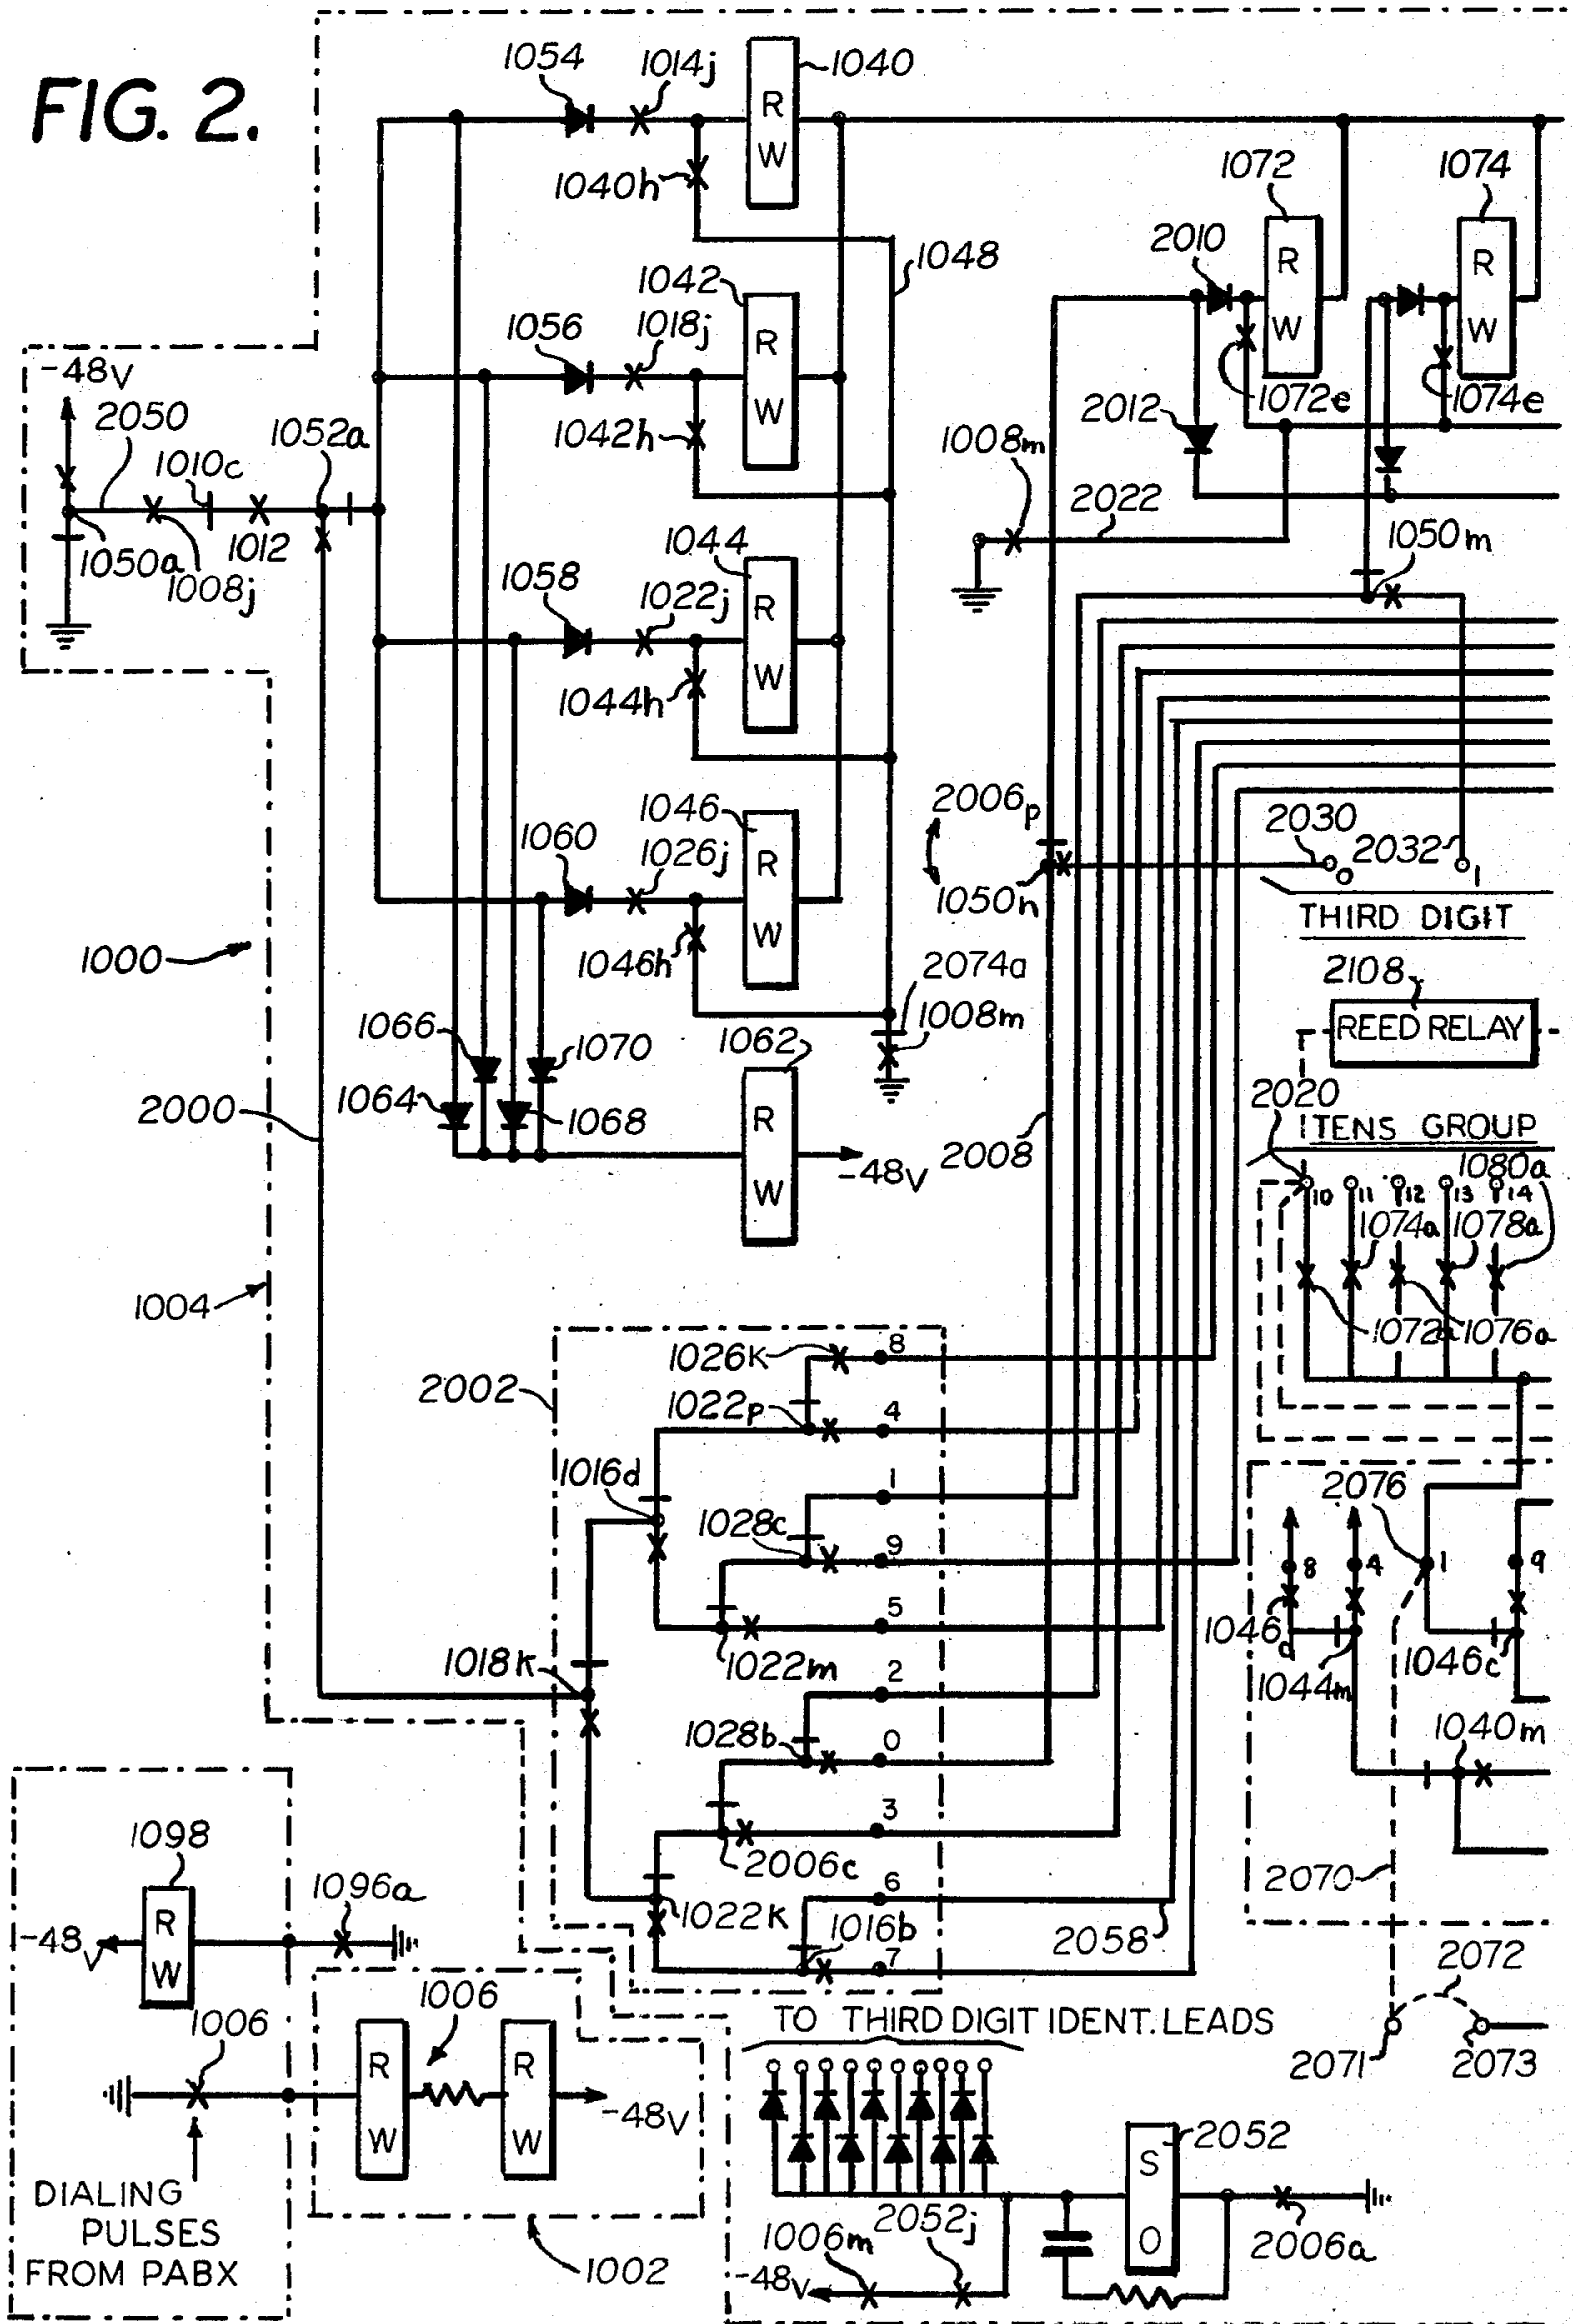 FIG. 2.
1054
1014j
1040
R
W
1040h
1072
1074
2010
R
W
R
W
1048
1042
R
W
1056
1018j
1042h
1072e
1074e
2012
-48V
2050
1052a
1010c
1012
1050a
1008j
1008m
2022
1050m
1044
R
W
1058
1022j
1044h
2006p
2030
2032
0
1
1050n
THIRD DIGIT
1046
R
W
1060
1026j
1046h
2074a
1008m
1000
2108
REED RELAY
1066
1070
1062
1064
1068
R
W
-48V
2000
2008
2020
TENS GROUP
1080a
10
11
12
13
14
1074a
1078a
1072a
1076a
1004
2002
1026k
8
1022p
4
1016d
1
1028c
9
5
1022m
1018k
2
1028b
0
3
2006c
6
1022k
1016b
7
2058
2076
8
4
1
9
1046d
1044m
1046c
1040m
2070
2072
2071
2073
1098
1096a
R
W
-48V
1006
1006
R
W
R
W
-48V
DIALING
PULSES
FROM PABX
1002
TO THIRD DIGIT IDENT. LEADS
2052
S
O
2052j
1006m
-48V
2006a